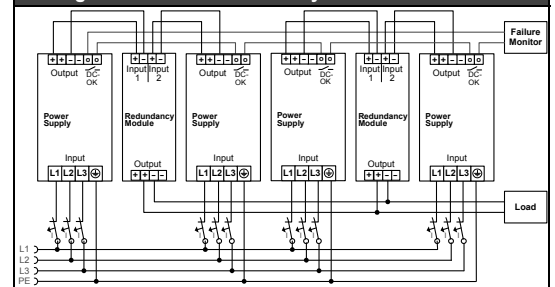 Failure
Monitor
+ + – – o o
Output DC-
OK
Power
Supply
Input
L1 L2 L3
+ – + –
Input Input
1 2
Redundancy
Module
Output
+ + – –
+ + – – o o
Output DC-
OK
Power
Supply
Input
L1 L2 L3
+ + – – o o
Output DC-
OK
Power
Supply
Input
L1 L2 L3
+ – + –
Input Input
1 2
Redundancy
Module
Output
+ + – –
+ + – – o o
Output DC-
OK
Power
Supply
Input
L1 L2 L3
Load
I I I
I I I
I I I
I I I
L1
L2
L3
PE